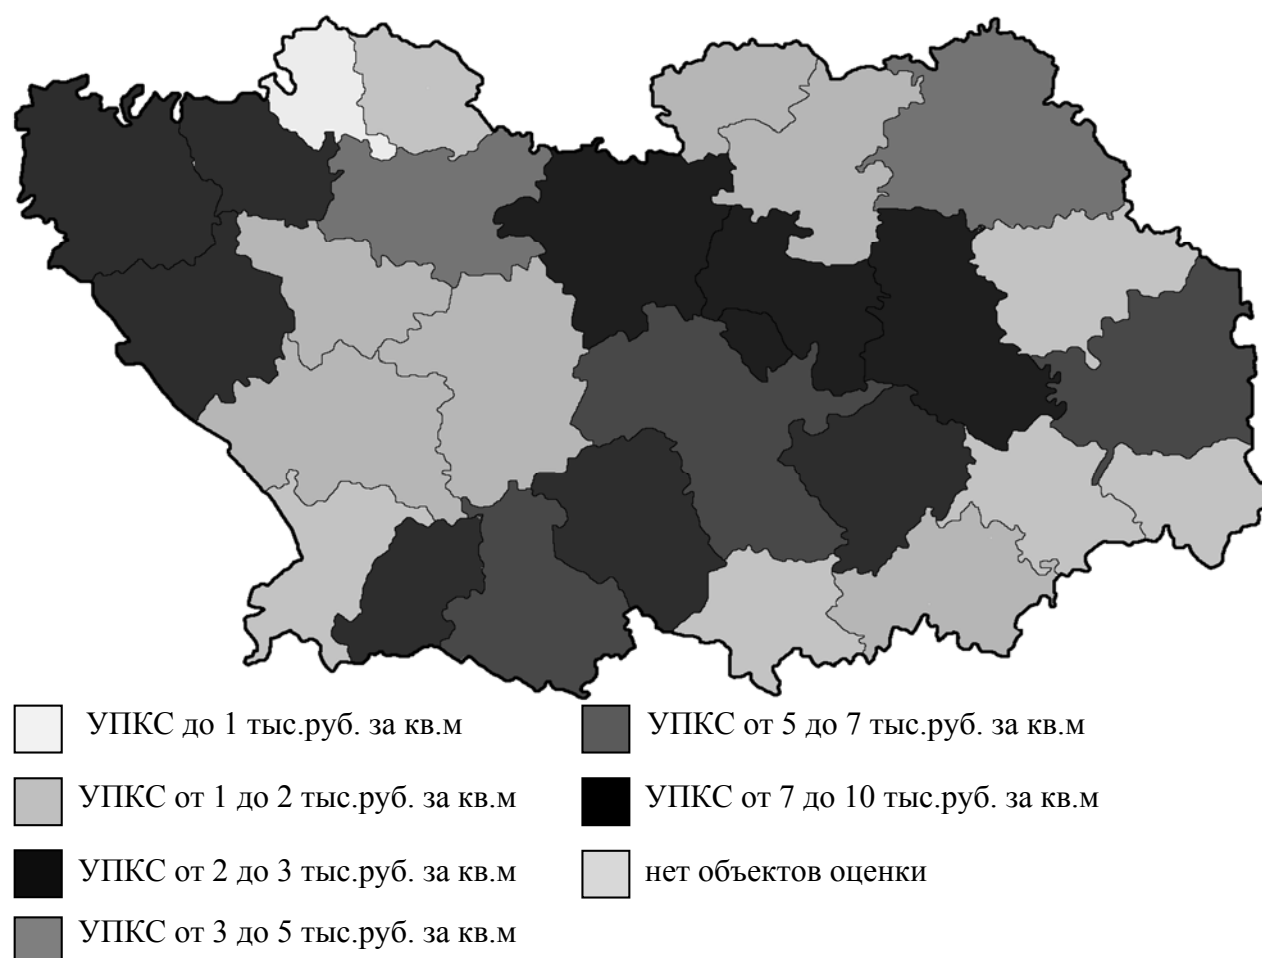 УПКС до 1 тыс.руб. за кв.м
УПКС от 1 до 2 тыс.руб. за кв.м
УПКС от 2 до 3 тыс.руб. за кв.м
УПКС от 3 до 5 тыс.руб. за кв.м
УПКС от 5 до 7 тыс.руб. за кв.м
УПКС от 7 до 10 тыс.руб. за кв.м
нет объектов оценки